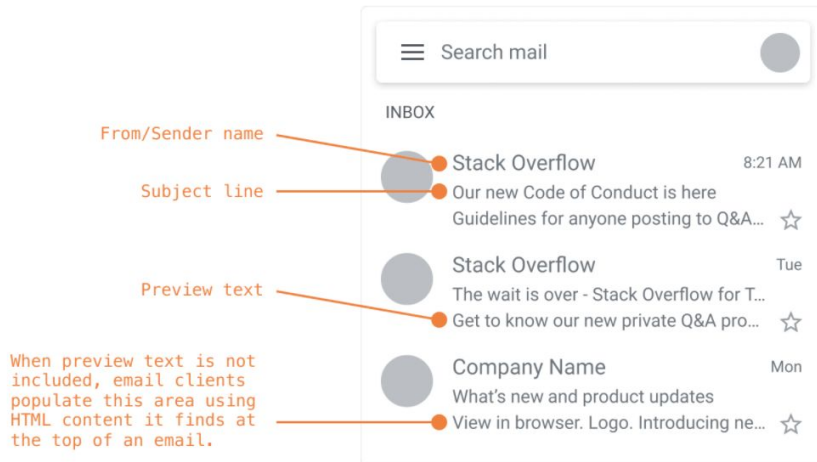 Search mail
INBOX
From/Sender name
Stack Overflow 8:21 AM
Subject line
Our new Code of Conduct is here
Guidelines for anyone posting to Q&A...
Stack Overflow Tue
The wait is over - Stack Overflow for T...
Preview text
Get to know our new private Q&A pro...
When preview text is not
included, email clients
populate this area using
HTML content it finds at
the top of an email.
Company Name Mon
What's new and product updates
View in browser. Logo. Introducing ne...